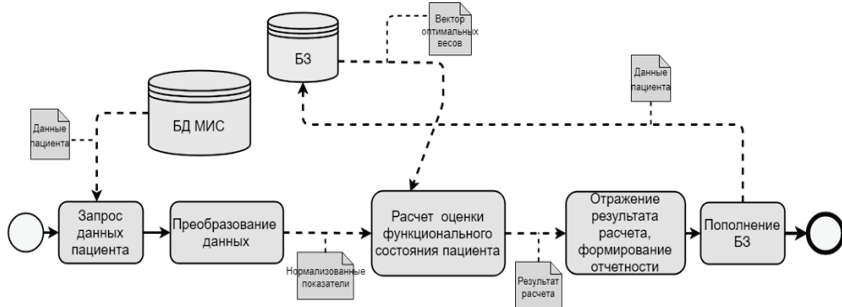 Вектор
оптимальных
весов
БЗ
Данные
пациента
БД МИС
Данные
пациента
Запрос
данных
пациента
Преобразование
данных
Расчет оценки
функционального
состояния пациента
Отражение
результата
расчета,
формирование
отчетности
Пополнение
БЗ
Нормализованные
показатели
Результат
расчета